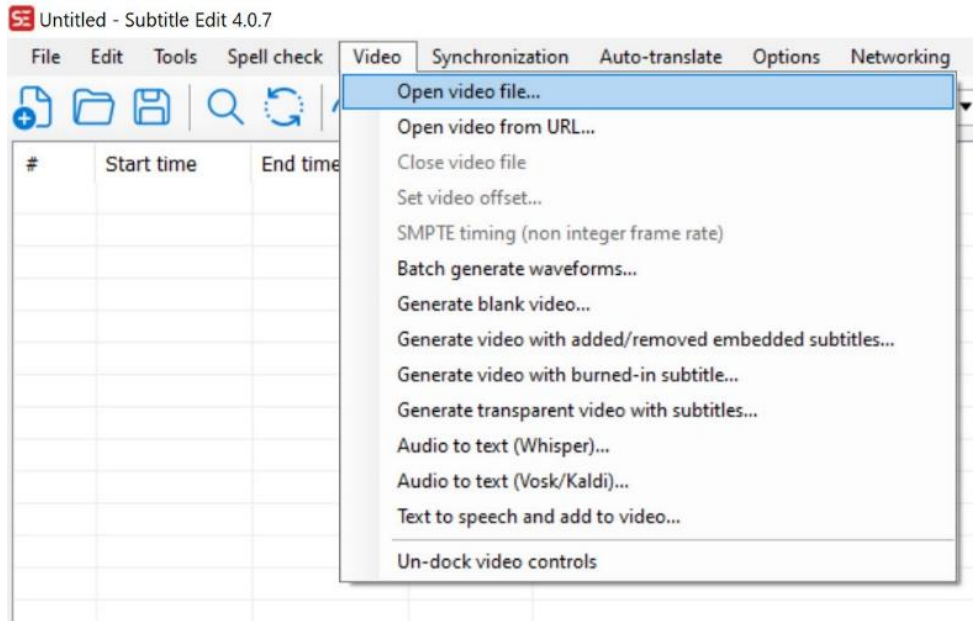 SE Untitled - Subtitle Edit 4.0.7
File Edit Tools Spell check Video Synchronization Auto-translate Options Networking
# Start time End time
Open video file...
Open video from URL...
Close video file
Set video offset...
SMPTE timing (non integer frame rate)
Batch generate waveforms...
Generate blank video...
Generate video with added/removed embedded subtitles...
Generate video with burned-in subtitle...
Generate transparent video with subtitles...
Audio to text (Whisper)...
Audio to text (Vosk/Kaldi)...
Text to speech and add to video...
Un-dock video controls